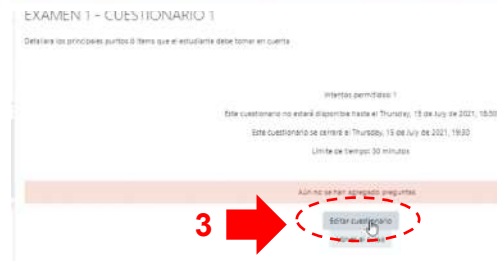 EXAMEN 1 - CUESTIONARIO 1
Detallara los principales puntos ó ítems que el estudiante debe tomar en cuenta
Intentos permitidos: 1
Este cuestionario no estará disponible hasta el Thursday, 15 de July de 2021, 18:30
Este cuestionario se cerrará el Thursday, 15 de July de 2021, 19:30
Límite de tiempo: 30 minutos
Aún no se han agregado preguntas
3
Editar cuestionario